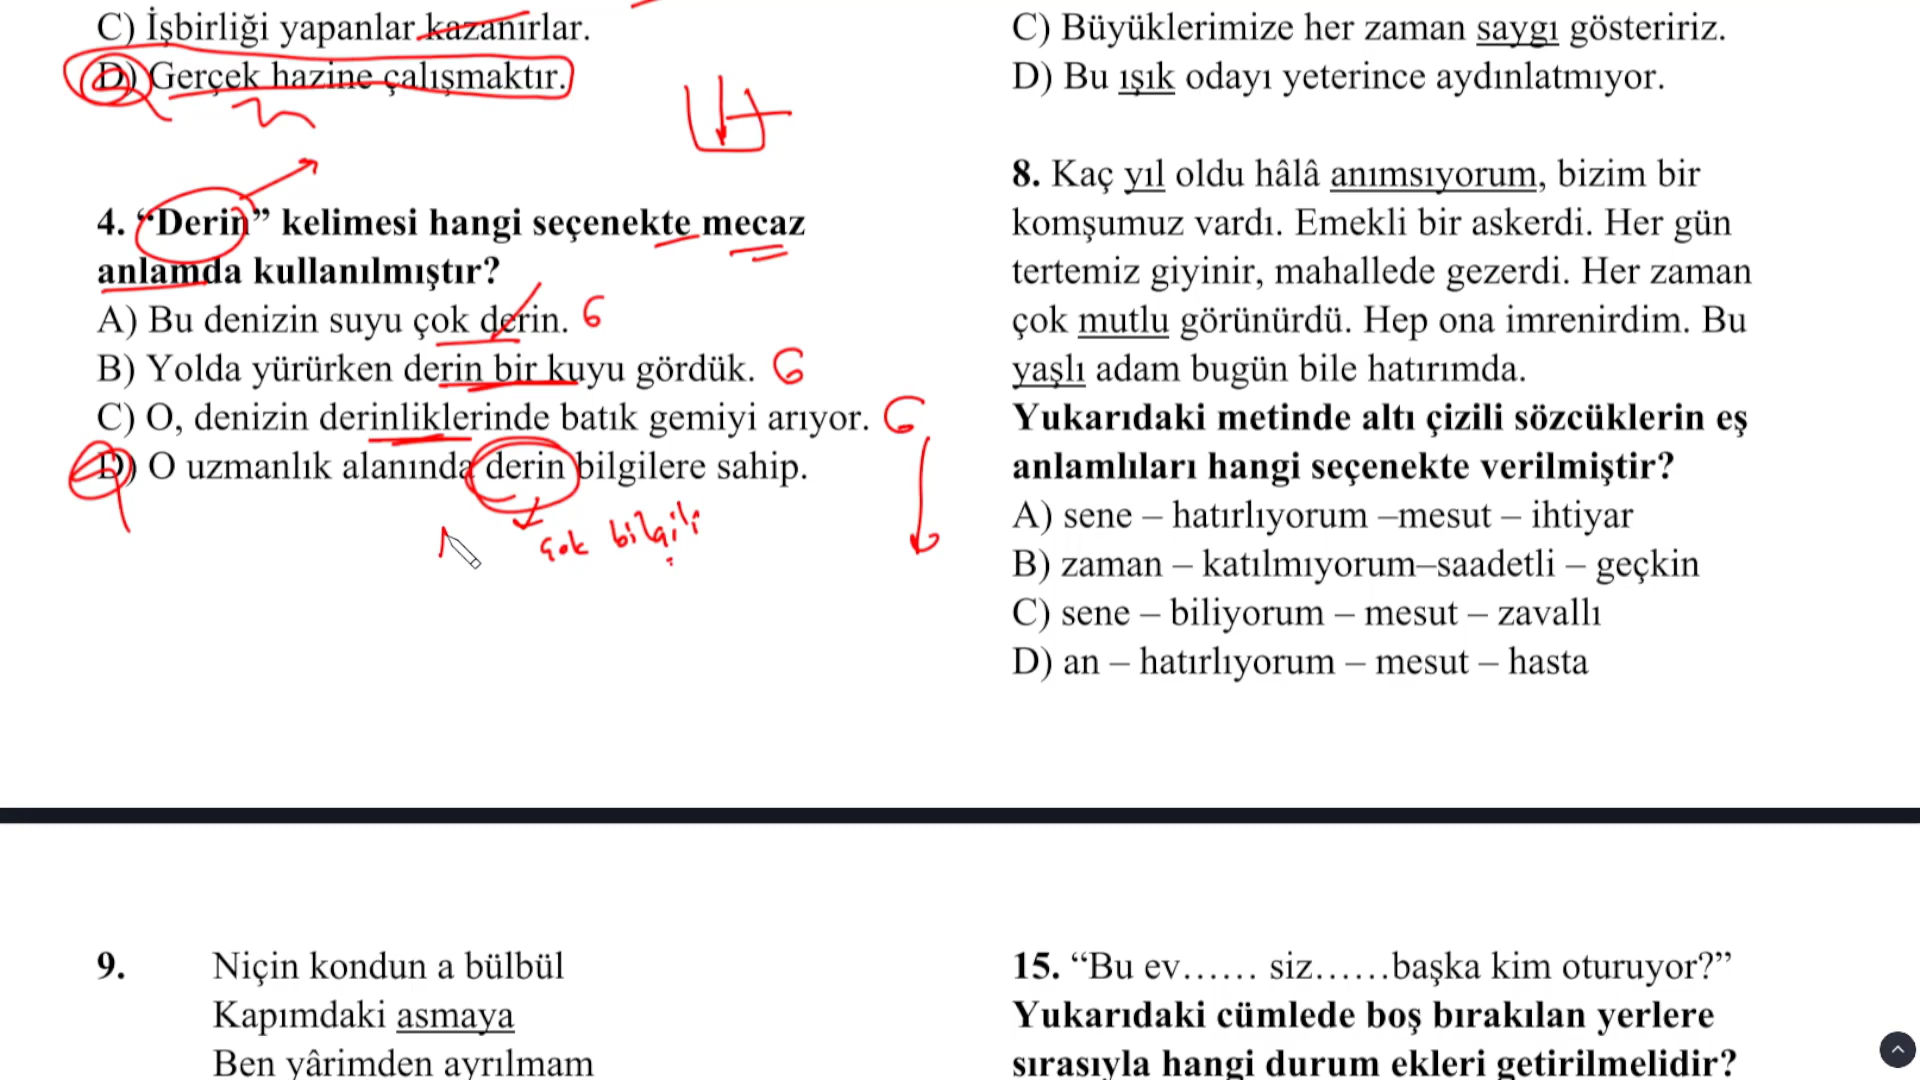 C) İşbirliği yapanlar kazanırlar.
D) Gerçek hazine çalışmaktır.
4. “Derin” kelimesi hangi seçenekte mecaz
anlamda kullanılmıştır?
A) Bu denizin suyu çok derin. G
B) Yolda yürürken derin bir kuyu gördük. G
C) O, denizin derinliklerinde batık gemiyi arıyor. G
D) O uzmanlık alanında derin bilgilere sahip.
çok bilgili
C) Büyüklerimize her zaman saygı gösteririz.
D) Bu ışık odayı yeterince aydınlatmıyor.
8. Kaç yıl oldu hâlâ anımsıyorum, bizim bir
komşumuz vardı. Emekli bir askerdi. Her gün
tertemiz giyinir, mahallede gezerdi. Her zaman
çok mutlu görünürdü. Hep ona imrenirdim. Bu
yaşlı adam bugün bile hatırımda.
Yukarıdaki metinde altı çizili sözcüklerin eş
anlamlıları hangi seçenekte verilmiştir?
A) sene – hatırlıyorum –mesut – ihtiyar
B) zaman – katılmıyorum–saadetli – geçkin
C) sene – biliyorum – mesut – zavallı
D) an – hatırlıyorum – mesut – hasta
9. Niçin kondun a bülbül
Kapımdaki asmaya
Ben yârimden ayrılmam
15. “Bu ev…… siz……başka kim oturuyor?”
Yukarıdaki cümlede boş bırakılan yerlere
sırasıyla hangi durum ekleri getirilmelidir?